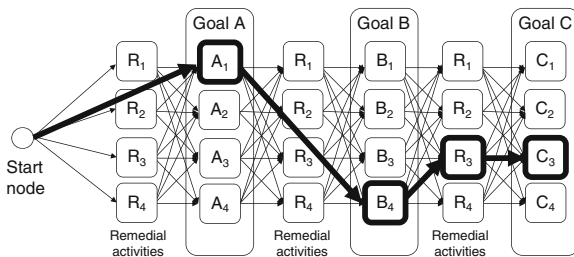 Goal A Goal B Goal C
R1 A1 R1 B1 R1 C1
R2 A2 R2 B2 R2 C2
R3 A3 R3 B3 R3 C3
Start
node
R4 A4 R4 B4 R4 C4
Remedial Remedial Remedial
activities activities activities